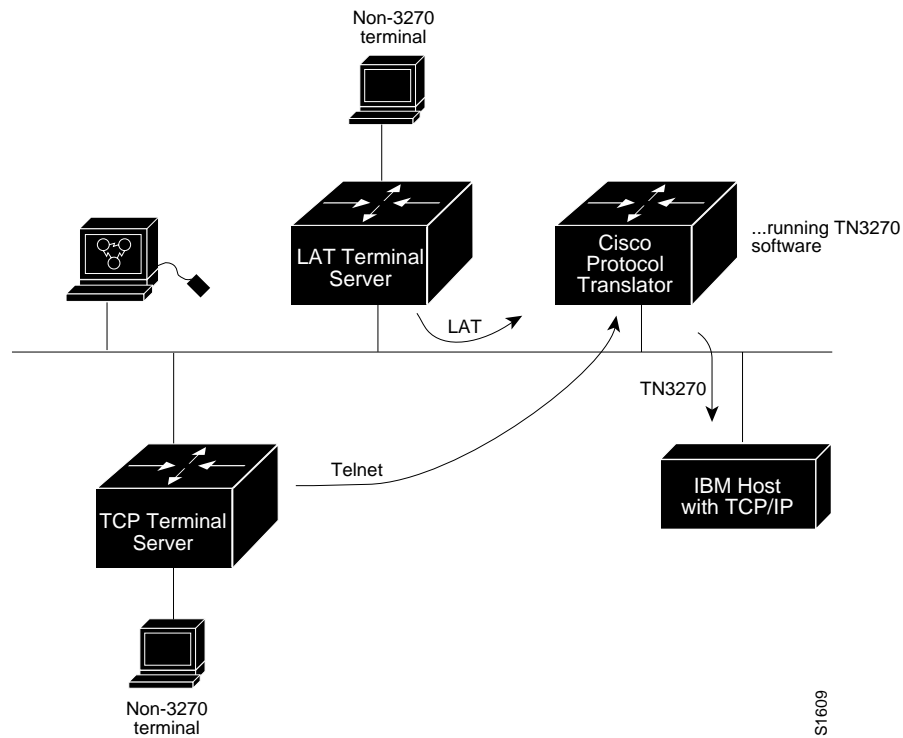 Non-3270
terminal
LAT Terminal
Server
Cisco
Protocol
Translator
...running TN3270
software
LAT
TN3270
Telnet
TCP Terminal
Server
IBM Host
with TCP/IP
Non-3270
terminal
S1609